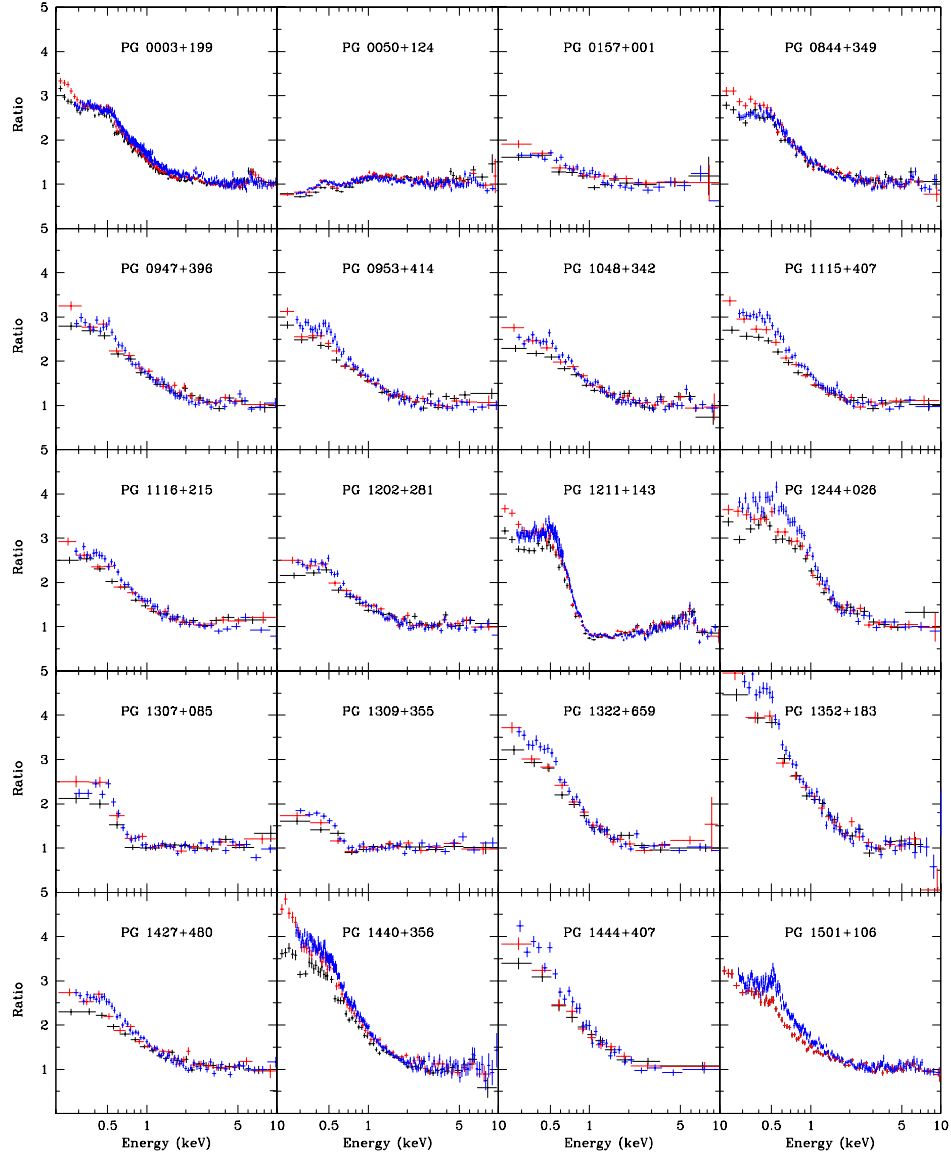 5
PG 0003+199 PG 0050+124 PG 0157+001 PG 0844+349
4
3
2
1
Ratio
5
PG 0947+396 PG 0953+414 PG 1048+342 PG 1115+407
4
3
2
1
Ratio
5
PG 1116+215 PG 1202+281 PG 1211+143 PG 1244+026
4
3
2
1
Ratio
5
PG 1307+085 PG 1309+355 PG 1322+659 PG 1352+183
4
3
2
1
Ratio
5
PG 1427+480 PG 1440+356 PG 1444+407 PG 1501+106
4
3
2
1
Ratio
0.5 1 5 10 0.5 1 5 10 0.5 1 5 10 0.5 1 5 10
Energy (keV) Energy (keV) Energy (keV) Energy (keV)